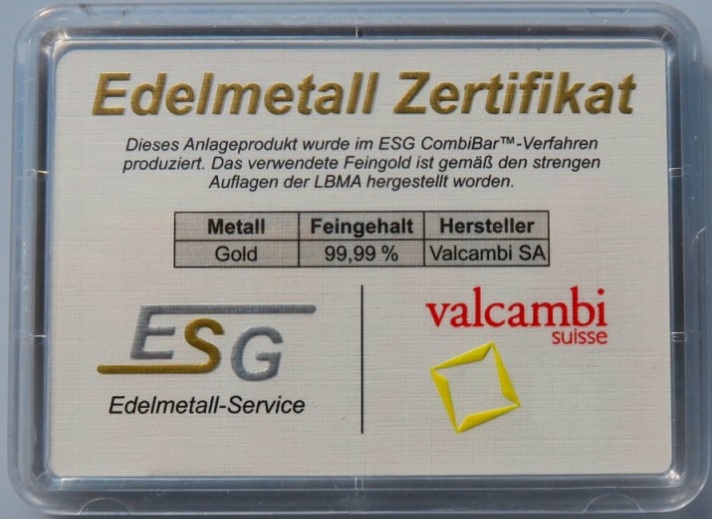 Edelmetall Zertifikat
Dieses Anlageprodukt wurde im ESG CombiBar™-Verfahren
produziert. Das verwendete Feingold ist gemäß den strengen
Auflagen der LBMA hergestellt worden.
Metall Feingehalt Hersteller
Gold 99,99 % Valcambi SA
ESG
Edelmetall-Service
valcambi
suisse